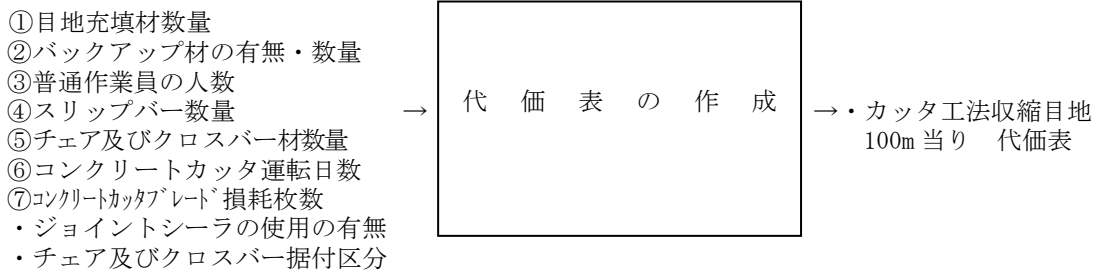 ①目地充填材数量
②バックアップ材の有無・数量
③普通作業員の人数
④スリップバー数量
⑤チェア及びクロスバー材数量
⑥コンクリートカッタ運転日数
⑦ｺﾝｸﾘｰﾄｶｯﾀﾌﾞﾚｰﾄﾞ損耗枚数
・ジョイントシーラの使用の有無
・チェア及びクロスバー据付区分
→
代価表の作成
→・カッタ工法収縮目地
100m当り　代価表